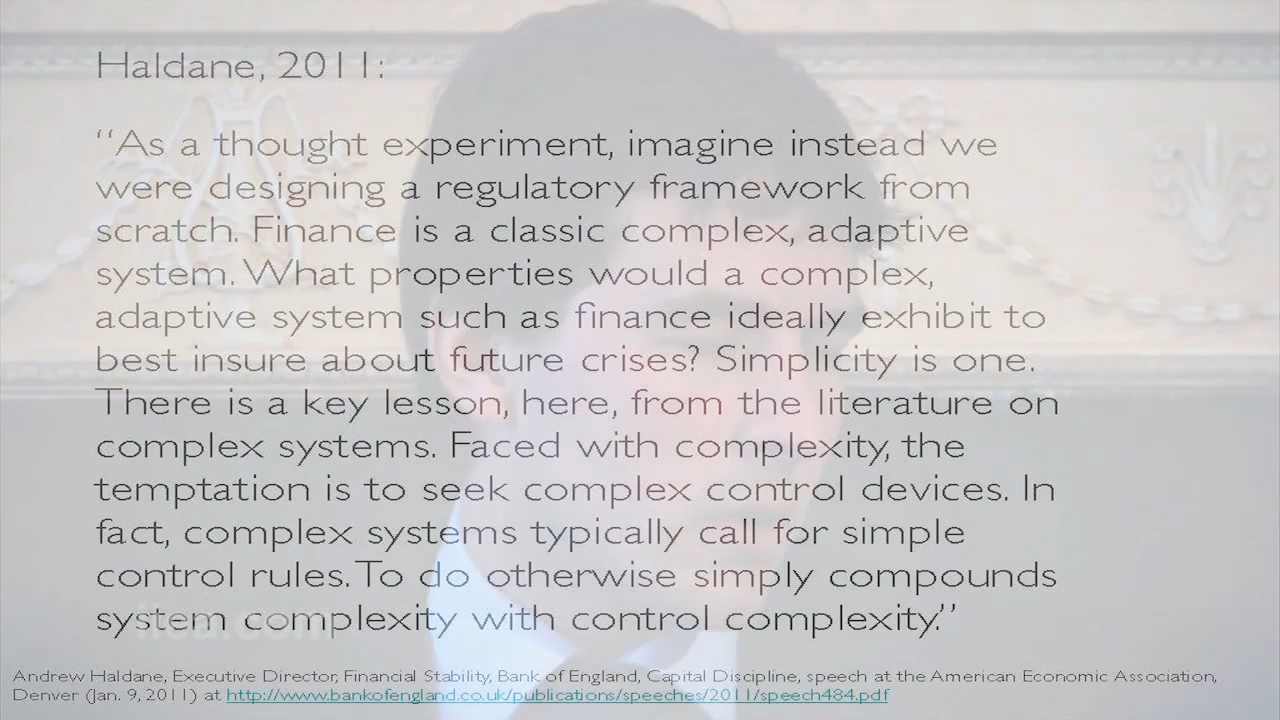 Haldane, 2011:
“As a thought experiment, imagine instead we
were designing a regulatory framework from
scratch. Finance is a classic complex, adaptive
system. What properties would a complex,
adaptive system such as finance ideally exhibit to
best insure about future crises? Simplicity is one.
There is a key lesson, here, from the literature on
complex systems. Faced with complexity, the
temptation is to seek complex control devices. In
fact, complex systems typically call for simple
control rules. To do otherwise simply compounds
system complexity with control complexity.”
Andrew Haldane, Executive Director, Financial Stability, Bank of England, Capital Discipline, speech at the American Economic Association,
Denver (Jan. 9, 2011) at http://www.bankofengland.co.uk/publications/speeches/2011/speech484.pdf